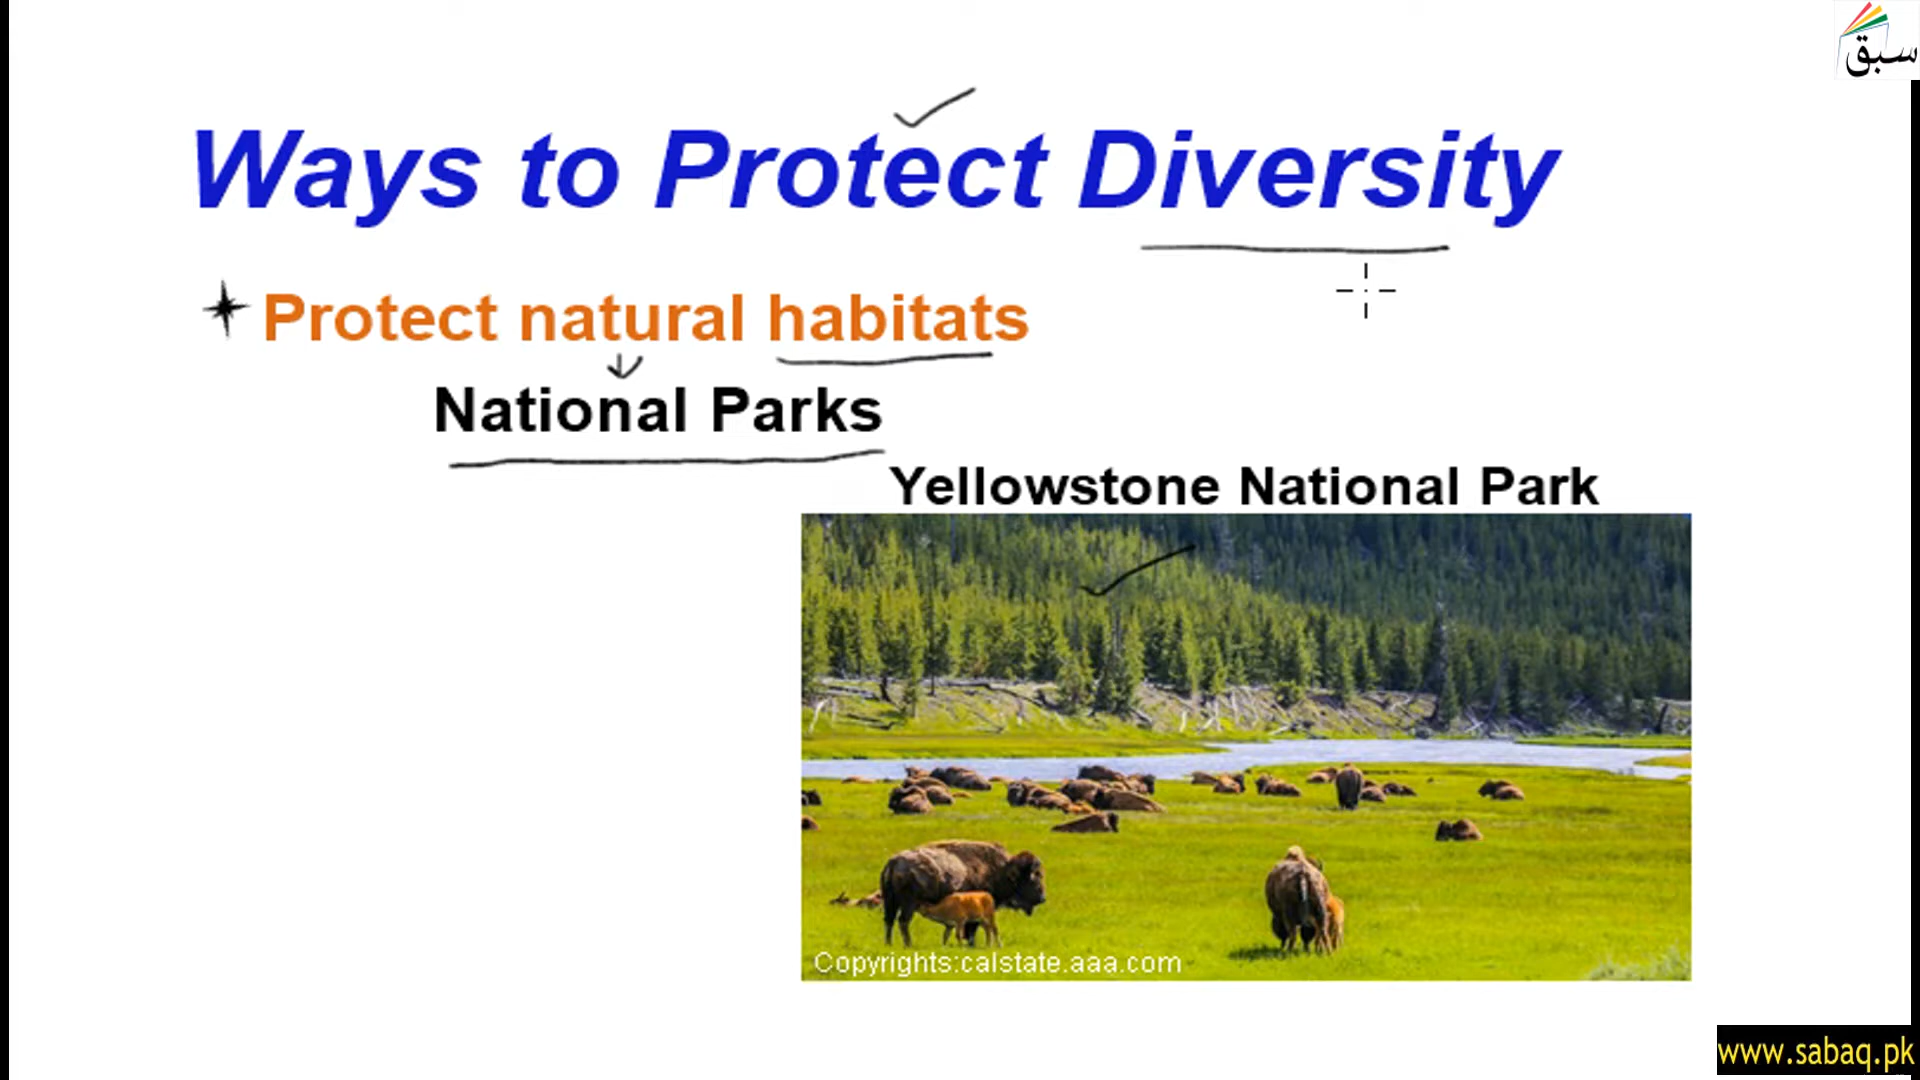 سبق
Ways to Protect Diversity
Protect natural habitats
National Parks
Yellowstone National Park
Copyrights:calstate.aaa.com
www.sabaq.pk